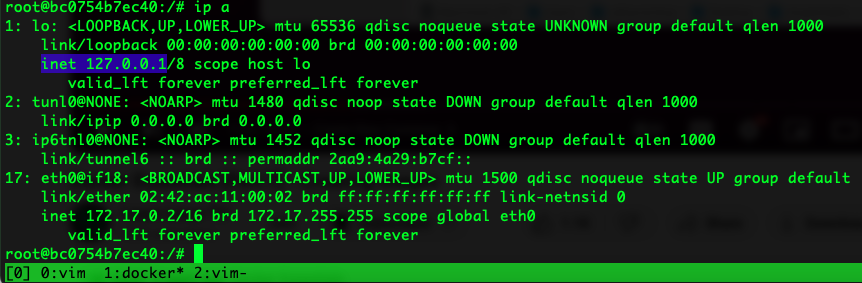 root@bc0754b7ec40:/# ip a
1: lo: <LOOPBACK,UP,LOWER_UP> mtu 65536 qdisc noqueue state UNKNOWN group default qlen 1000
    link/loopback 00:00:00:00:00:00 brd 00:00:00:00:00:00
    inet 127.0.0.1/8 scope host lo
       valid_lft forever preferred_lft forever
2: tunl0@NONE: <NOARP> mtu 1480 qdisc noop state DOWN group default qlen 1000
    link/ipip 0.0.0.0 brd 0.0.0.0
3: ip6tnl0@NONE: <NOARP> mtu 1452 qdisc noop state DOWN group default qlen 1000
    link/tunnel6 :: brd :: permaddr 2aa9:4a29:b7cf::
17: eth0@if18: <BROADCAST,MULTICAST,UP,LOWER_UP> mtu 1500 qdisc noqueue state UP group default
    link/ether 02:42:ac:11:00:02 brd ff:ff:ff:ff:ff:ff link-netnsid 0
    inet 172.17.0.2/16 brd 172.17.255.255 scope global eth0
       valid_lft forever preferred_lft forever
root@bc0754b7ec40:/#
[0] 0:vim  1:docker* 2:vim-